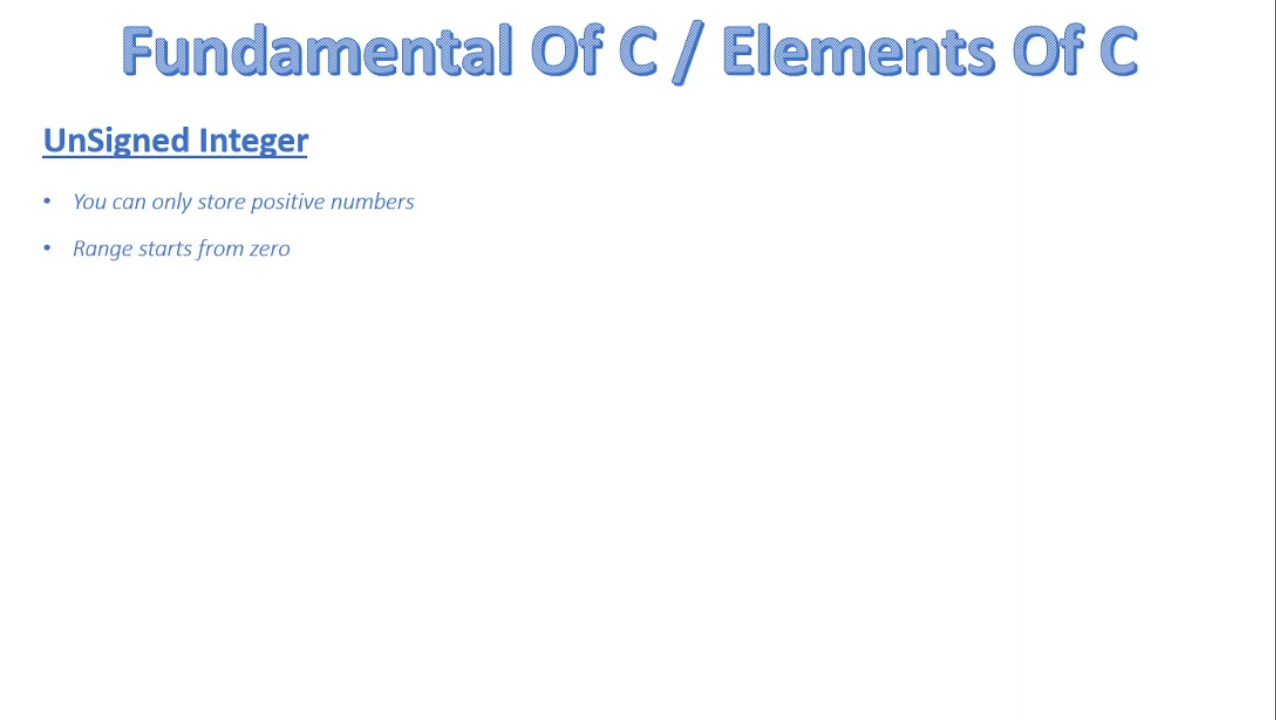 Fundamental Of C / Elements Of C
UnSigned Integer
• You can only store positive numbers
• Range starts from zero